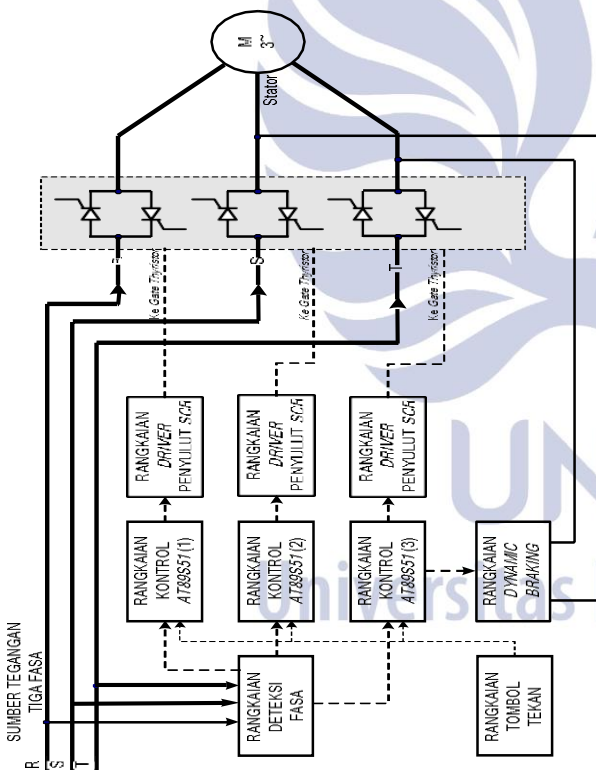 M
3~
Stator
R
S
T
Ke Gate Thyristor
Ke Gate Thyristor
Ke Gate Thyristor
RANGKAIAN
DRIVER
PENYULUT SCR
RANGKAIAN
DRIVER
PENYULUT SCR
RANGKAIAN
DRIVER
PENYULUT SCR
RANGKAIAN
KONTROL
AT89S51(1)
RANGKAIAN
KONTROL
AT89S51(2)
RANGKAIAN
KONTROL
AT89S51(3)
RANGKAIAN
DYNAMIC
BRAKING
SUMBER TEGANGAN
TIGA FASA
R
S
T
RANGKAIAN
DETEKSI
FASA
RANGKAIAN
TOMBOL
TEKAN
UN
Universitas